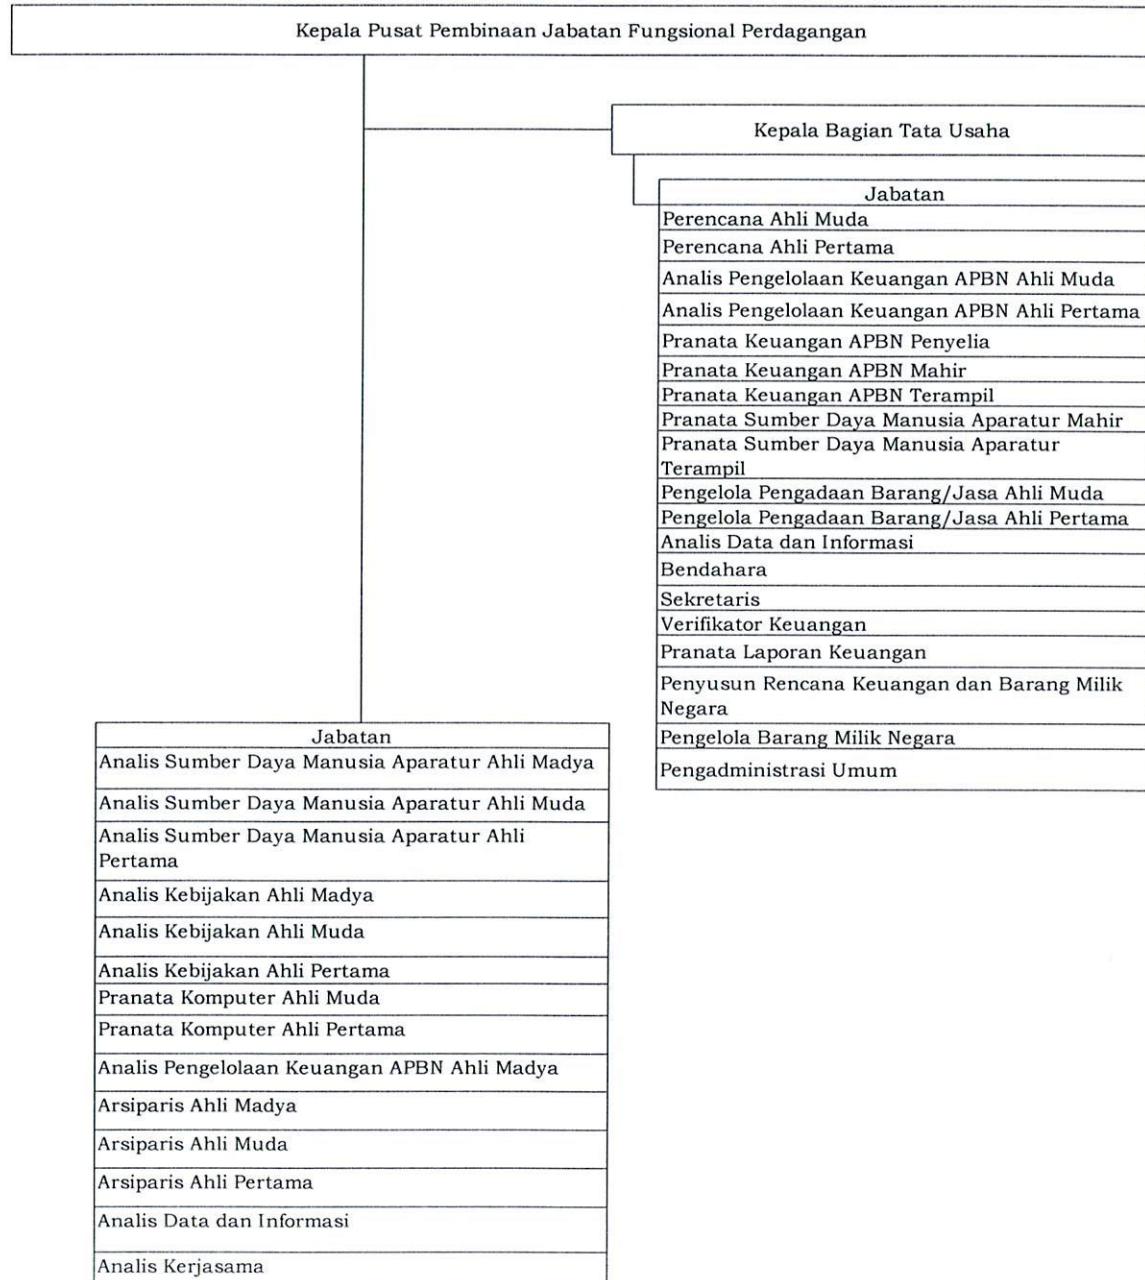 Kepala Pusat Pembinaan Jabatan Fungsional Perdagangan
Kepala Bagian Tata Usaha
Jabatan
Perencana Ahli Muda
Perencana Ahli Pertama
Analis Pengelolaan Keuangan APBN Ahli Muda
Analis Pengelolaan Keuangan APBN Ahli Pertama
Pranata Keuangan APBN Penyelia
Pranata Keuangan APBN Mahir
Pranata Keuangan APBN Terampil
Pranata Sumber Daya Manusia Aparatur Mahir
Pranata Sumber Daya Manusia Aparatur
Terampil
Pengelola Pengadaan Barang/Jasa Ahli Muda
Pengelola Pengadaan Barang/Jasa Ahli Pertama
Analis Data dan Informasi
Bendahara
Sekretaris
Verifikator Keuangan
Pranata Laporan Keuangan
Penyusun Rencana Keuangan dan Barang Milik
Negara
Pengelola Barang Milik Negara
Pengadministrasi Umum
Jabatan
Analis Sumber Daya Manusia Aparatur Ahli Madya
Analis Sumber Daya Manusia Aparatur Ahli Muda
Analis Sumber Daya Manusia Aparatur Ahli
Pertama
Analis Kebijakan Ahli Madya
Analis Kebijakan Ahli Muda
Analis Kebijakan Ahli Pertama
Pranata Komputer Ahli Muda
Pranata Komputer Ahli Pertama
Analis Pengelolaan Keuangan APBN Ahli Madya
Arsiparis Ahli Madya
Arsiparis Ahli Muda
Arsiparis Ahli Pertama
Analis Data dan Informasi
Analis Kerjasama